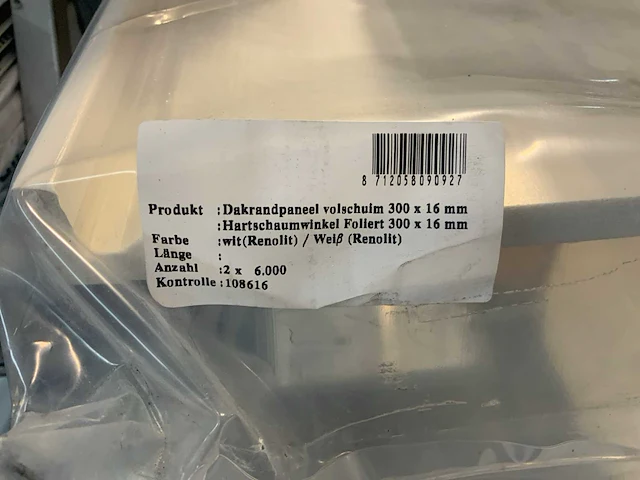 8 712058 090927
Produkt :Dakrandpaneel volschuim 300 x 16 mm
:Hartschaumwinkel Foliert 300 x 16 mm
Farbe :wit(Renolit) / Weiß (Renolit)
Länge :
Anzahl :2 x 6.000
Kontrolle :108616